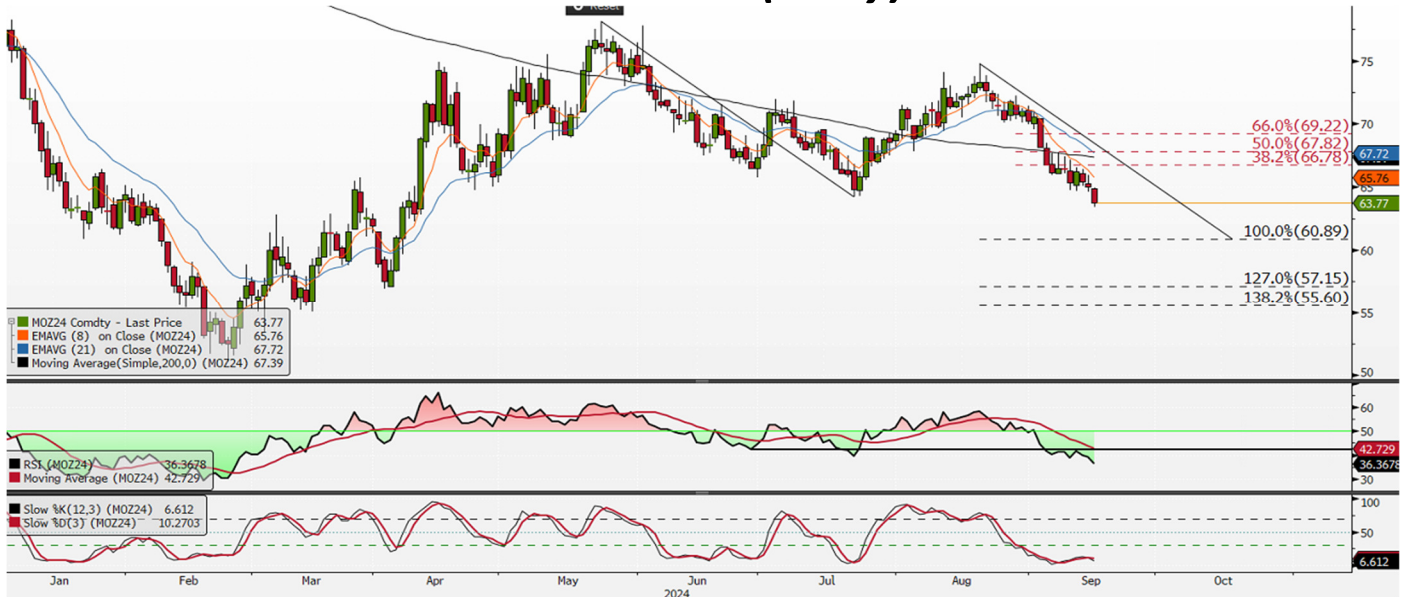 Reset
75
70
65
60
55
50
66.0%(69.22)
50.0%(67.82)
38.2%(66.78)
67.72
65.76
63.77
100.0%(60.89)
127.0%(57.15)
138.2%(55.60)
MOZ24 Comdty - Last Price 63.77
EMAVG (8) on Close (MOZ24) 65.76
EMAVG (21) on Close (MOZ24) 67.72
Moving Average(Simple,200,0) (MOZ24) 67.39
60
50
42.729
36.3678
30
RSI (MOZ24) 36.3678
Moving Average (MOZ24) 42.729
100
50
6.612
Slow %K(12,3) (MOZ24) 6.612
Slow %D(3) (MOZ24) 10.2703
Jan Feb Mar Apr May Jun Jul Aug Sep Oct
2024